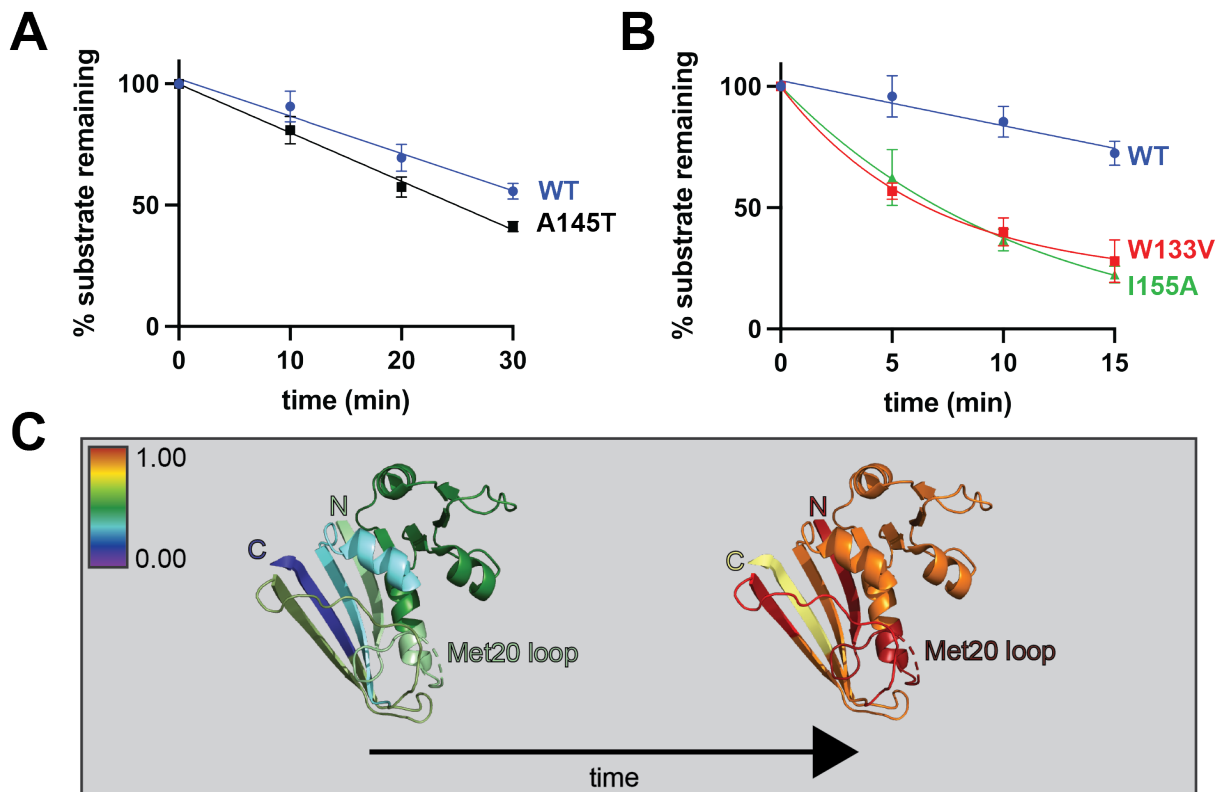 A
% substrate remaining
100
50
0
0 10 20 30
time (min)
WT
A145T
B
% substrate remaining
100
50
0
0 5 10 15
time (min)
WT
W133V
I155A
C
1.00
0.00
N
C
Met20 loop
N
C
Met20 loop
time